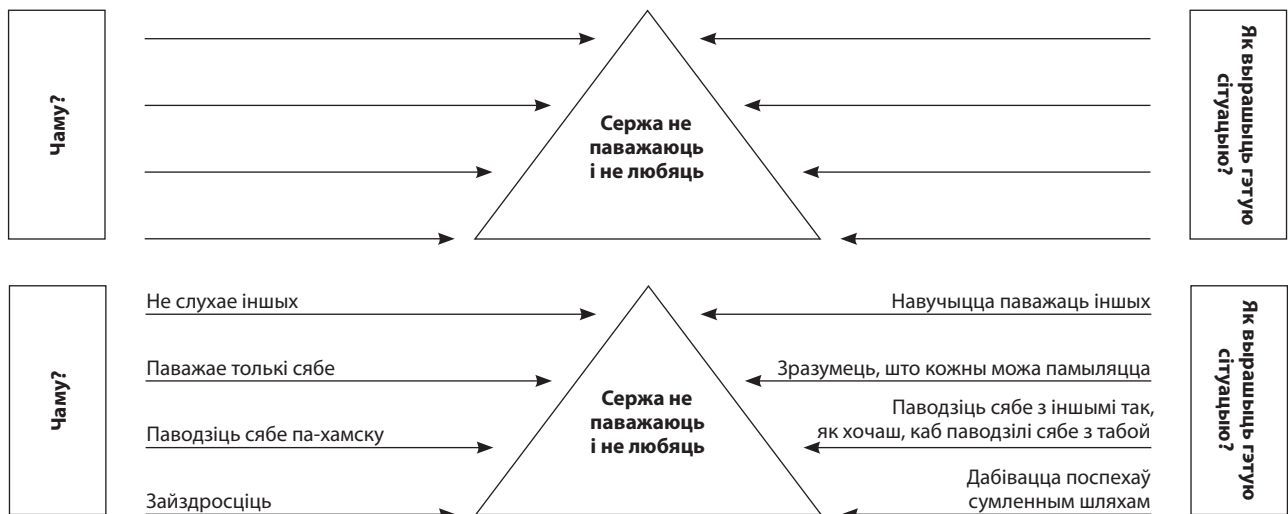 Чаму?
Сержа не
паважаюць
і не любяць
Як вырашыць гэтую
сітуацыю?
Чаму?
Не слухае іншых
Паважае толькі сябе
Паводзіць сябе па-хамску
Зайздросціць
Сержа не
паважаюць
і не любяць
Навучыцца паважаць іншых
Зразумець, што кожны можа памыляцца
Паводзіць сябе з іншымі так,
як хочаш, каб паводзілі сябе з табой
Дабівацца поспехаў
сумленным шляхам
Як вырашыць гэтую
сітуацыю?